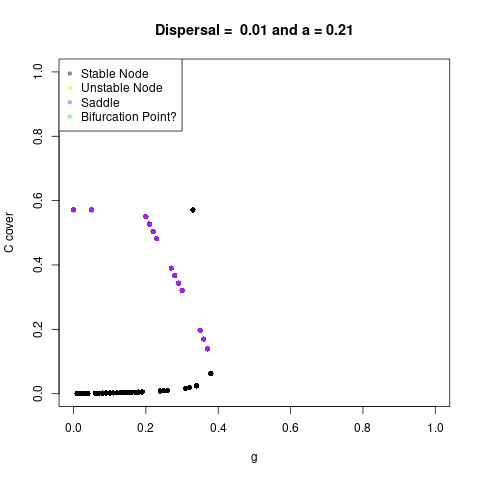 Dispersal =  0.01 and a = 0.21
Stable Node
Unstable Node
Saddle
Bifurcation Point?
C cover
1.0
0.8
0.6
0.4
0.2
0.0
0.0 0.2 0.4 0.6 0.8 1.0
g